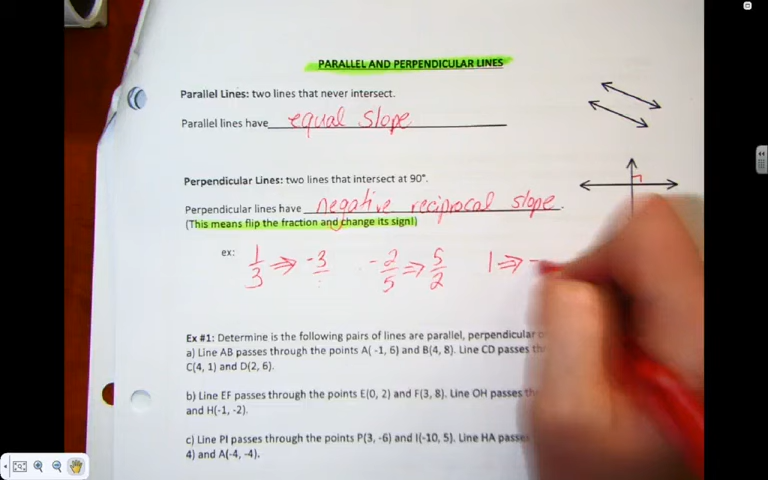 PARALLEL AND PERPENDICULAR LINES
Parallel Lines: two lines that never intersect.
Parallel lines have equal slope
Perpendicular Lines: two lines that intersect at 90°.
Perpendicular lines have negative reciprocal slope.
(This means flip the fraction and change its sign!)
ex: 1/3 ⇒ -3/ -2/5 ⇒ 5/2 1 ⇒ -
Ex #1: Determine is the following pairs of lines are parallel, perpendicular
a) Line AB passes through the points A( -1, 6) and B(4, 8). Line CD passes
C(4, 1) and D(2, 6).
b) Line EF passes through the points E(0, 2) and F(3, 8). Line OH passes
and H(-1, -2).
c) Line PI passes through the points P(3, -6) and I(-10, 5). Line HA passes
4) and A(-4, -4).